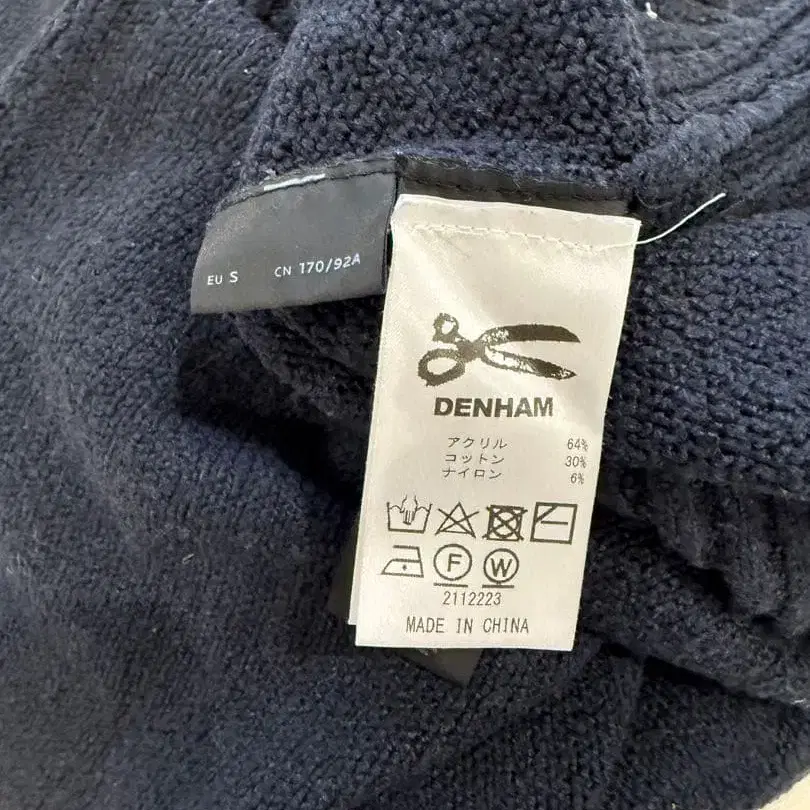 EU S CN 170/92A
DENHAM
アクリル 64%
コットン 30%
ナイロン 6%
F W
2112223
MADE IN CHINA